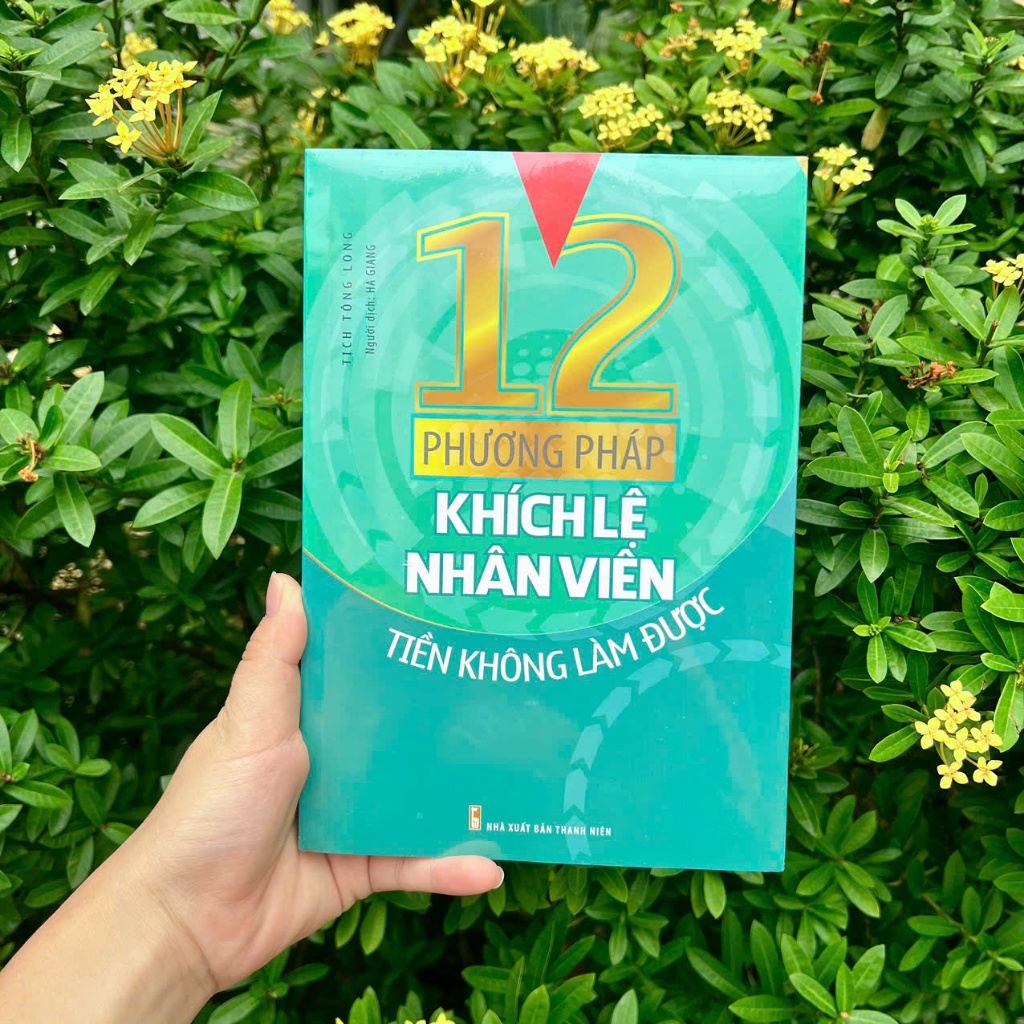 TỊCH TÔNG LONG
Người dịch: HÀ GIANG
12
PHƯƠNG PHÁP
KHÍCH LỆ
NHÂN VIÊN
TIỀN KHÔNG LÀM ĐƯỢC
NHÀ XUẤT BẢN THANH NIÊN